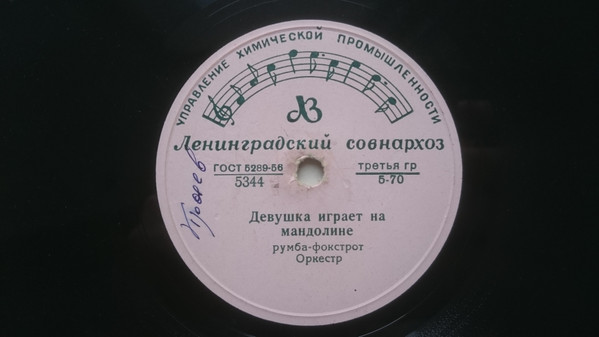 УПРАВЛЕНИЕ ХИМИЧЕСКОЙ ПРОМЫШЛЕННОСТИ
Ленинградский совнархоз
ГОСТ 5289-56
5344
третья гр
5-70
Девушка играет на
мандолине
румба-фокстрот
Оркестр